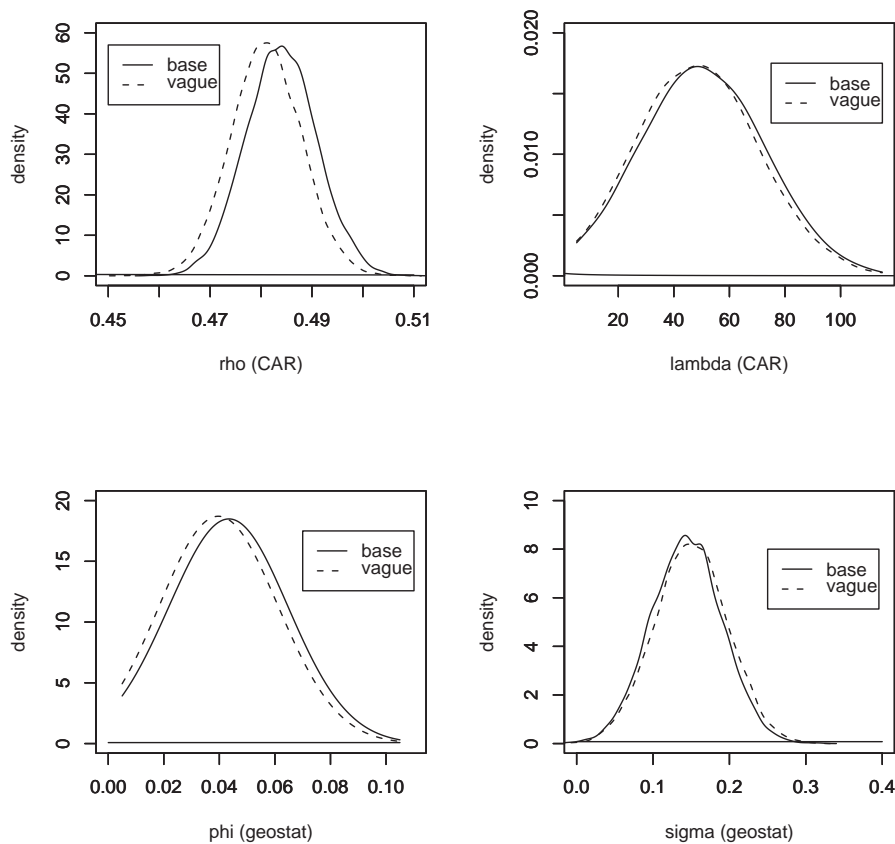 60
50
40
30
20
10
0
base
vague
density
0.45
0.47
0.49
0.51
rho (CAR)
0.020
0.010
0.000
base
vague
density
20
40
60
80
100
lambda (CAR)
20
15
10
5
0
base
vague
density
0.00
0.02
0.04
0.06
0.08
0.10
phi (geostat)
10
8
6
4
2
0
base
vague
density
0.0
0.1
0.2
0.3
0.4
sigma (geostat)